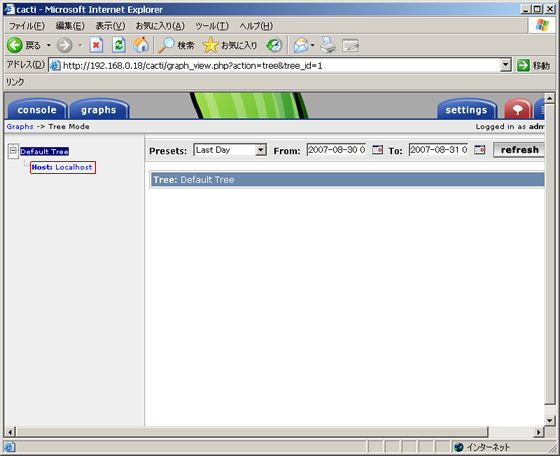 cacti - Microsoft Internet Explorer
ファイル(F) 編集(E) 表示(V) お気に入り(A) ツール(T) ヘルプ(H)
戻る 検索 お気に入り
アドレス(D) http://192.168.0.18/cacti/graph_view.php?action=tree&tree_id=1 移動
リンク
console graphs settings
Graphs -> Tree Mode Logged in as adm
Default Tree
Host: Localhost
Presets: Last Day From: 2007-08-30 0 To: 2007-08-31 0 refresh
Tree: Default Tree
インターネット